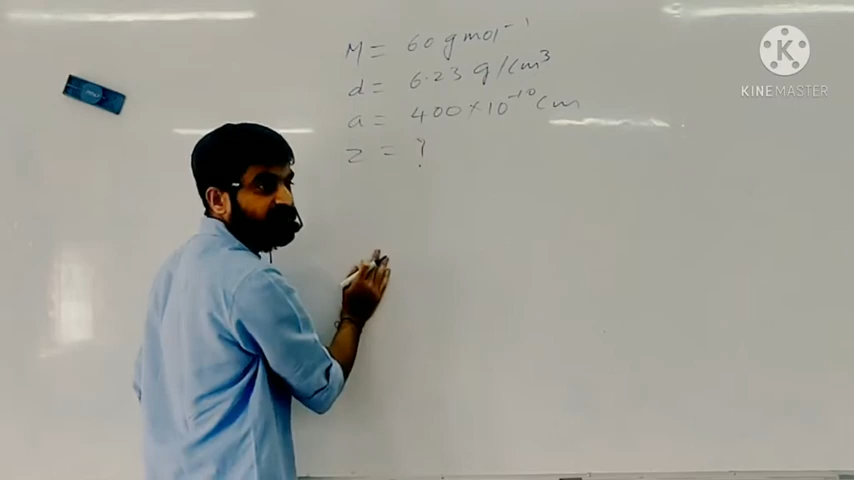 M = 60 g mol⁻¹
d = 6.23 g/cm³
a = 400 × 10⁻¹⁰ cm
z = ?
K
KINEMASTER